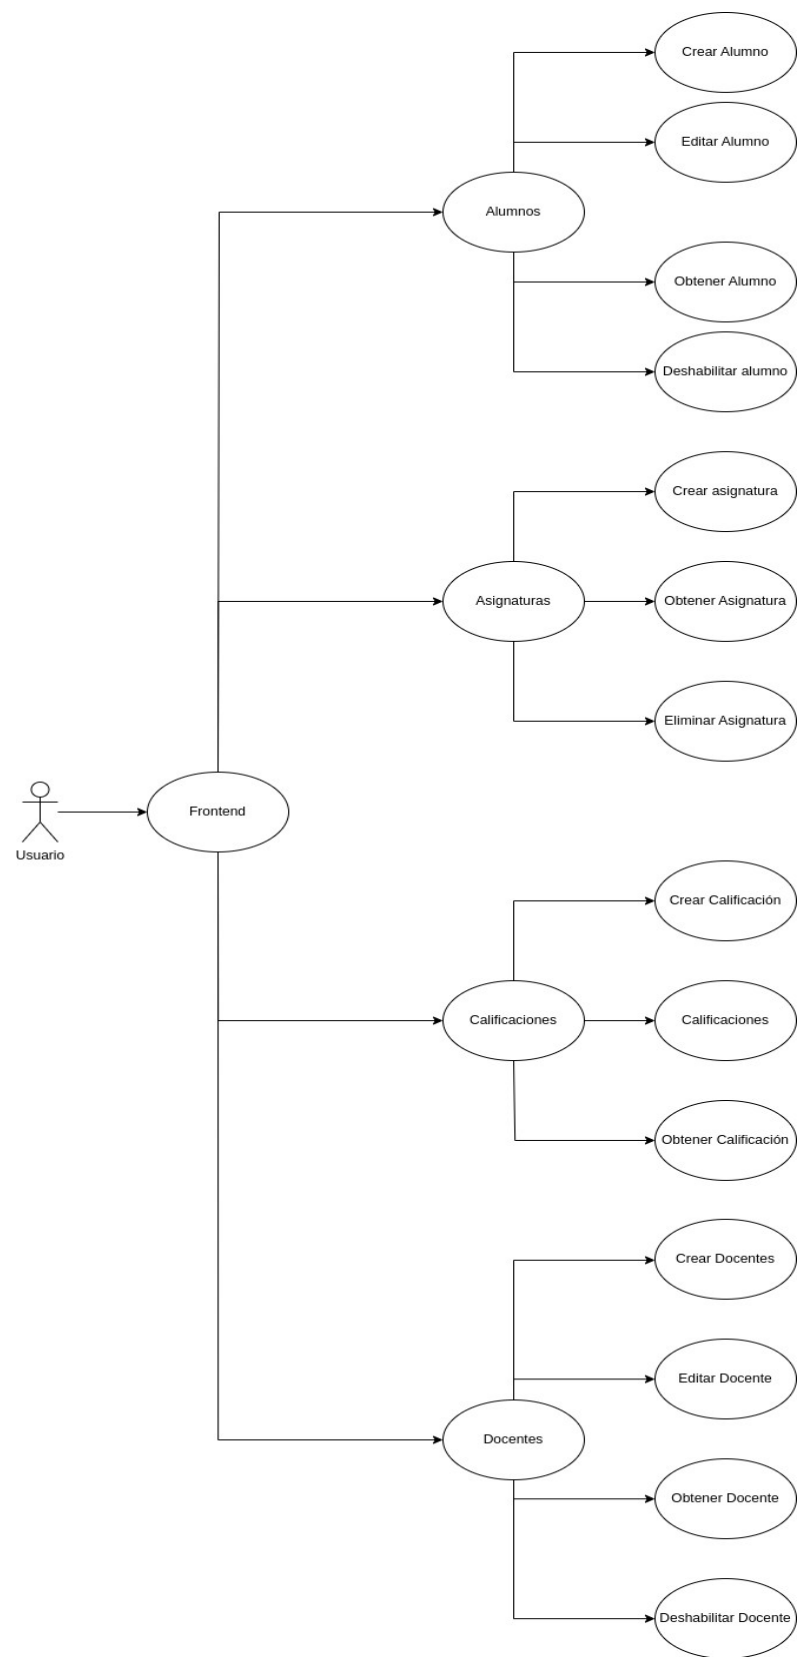 Crear Alumno
Editar Alumno
Alumnos
Obtener Alumno
Deshabilitar alumno
Crear asignatura
Asignaturas
Obtener Asignatura
Eliminar Asignatura
Usuario
Frontend
Crear Calificación
Calificaciones
Calificaciones
Obtener Calificación
Crear Docentes
Editar Docente
Docentes
Obtener Docente
Deshabilitar Docente